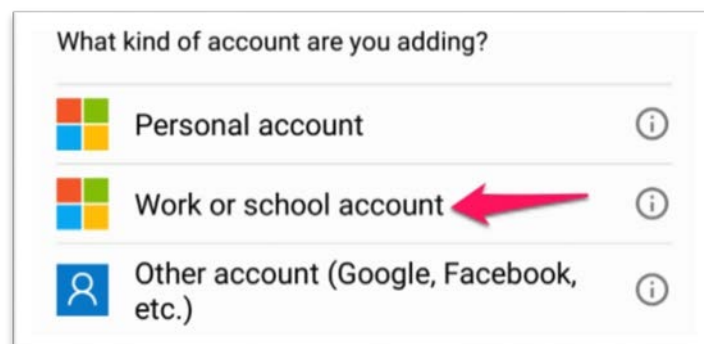 What kind of account are you adding?
Personal account
Work or school account
Other account (Google, Facebook,
etc.)